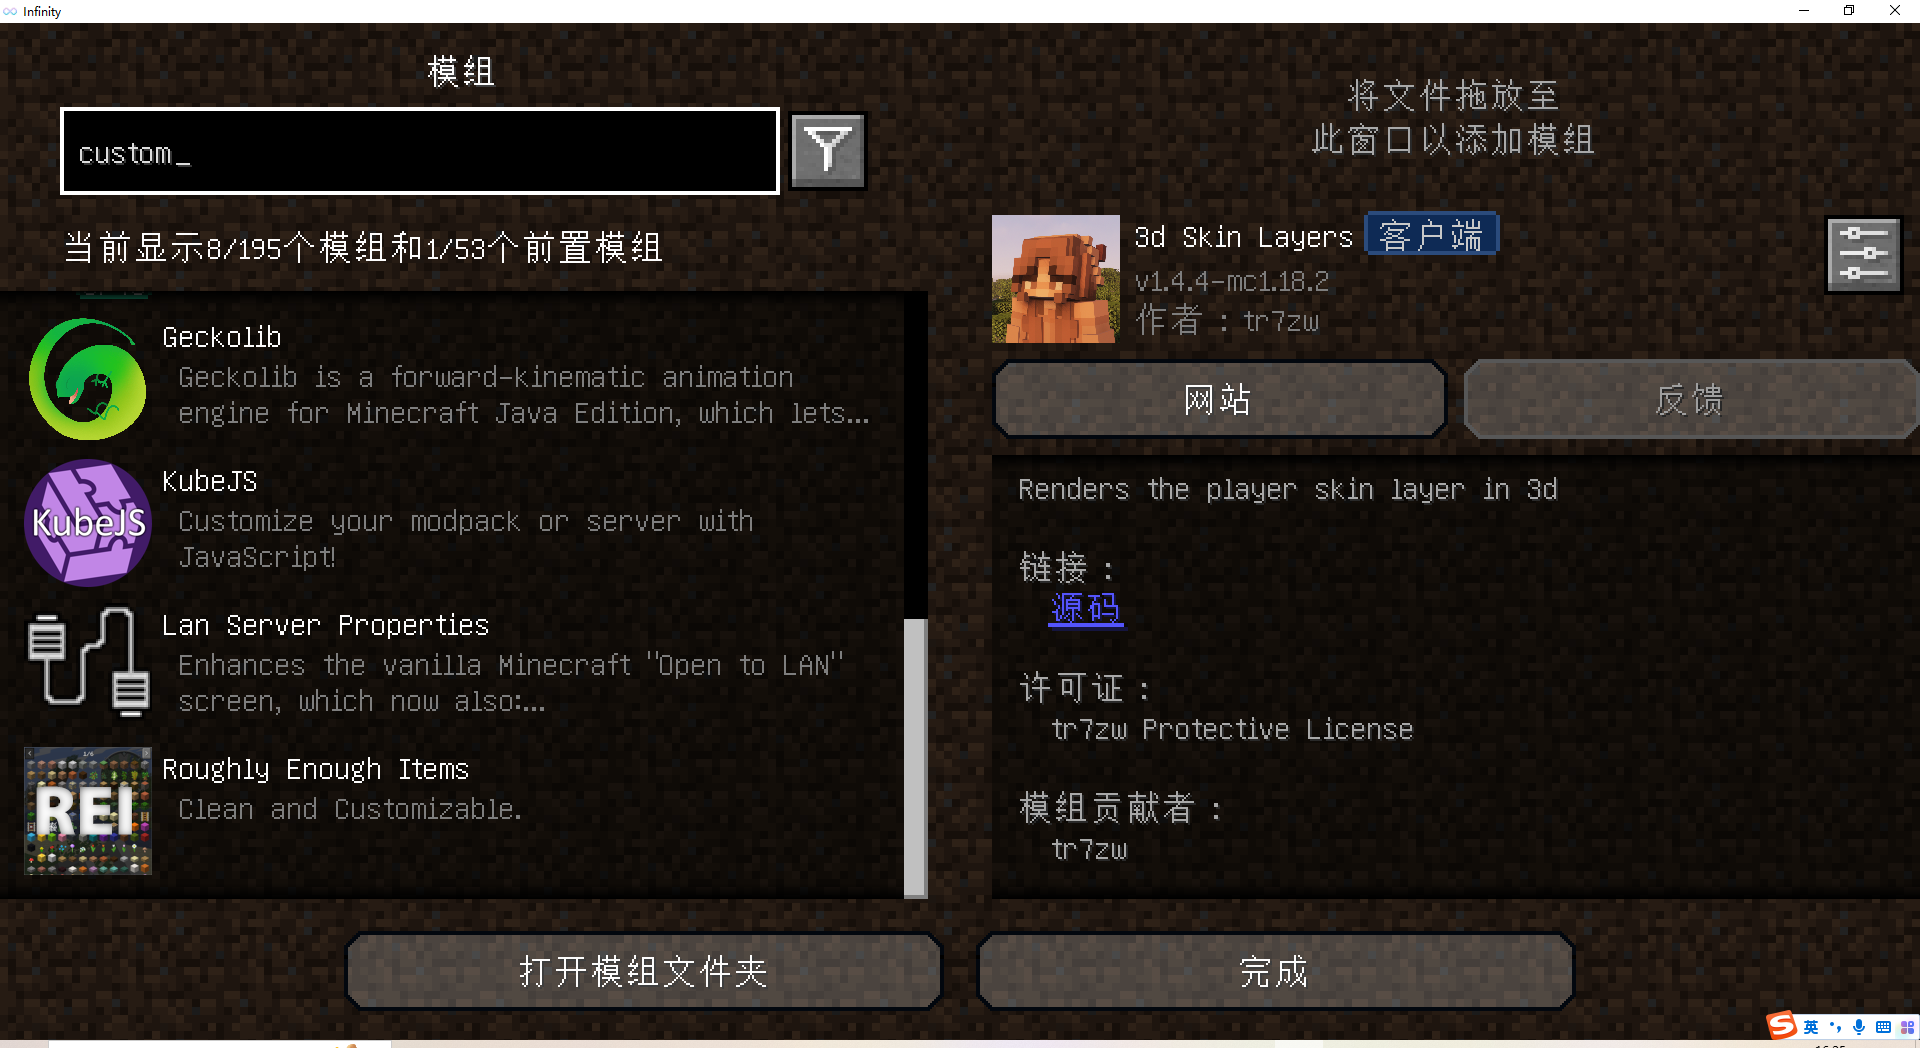 Infinity
模组
custom_
当前显示8/195个模组和1/53个前置模组
Geckolib
Geckolib is a forward-kinematic animation
engine for Minecraft Java Edition, which lets...
KubeJS
KubeJS
Customize your modpack or server with
JavaScript!
Lan Server Properties
Enhances the vanilla Minecraft "Open to LAN"
screen, which now also:...
1/6
REI
Roughly Enough Items
Clean and Customizable.
将文件拖放至
此窗口以添加模组
3d Skin Layers 客户端
v1.4.4-mc1.18.2
作者：tr7zw
网站
反馈
Renders the player skin layer in 3d
链接：
源码
许可证：
tr7zw Protective License
模组贡献者：
tr7zw
打开模组文件夹
完成
S 英